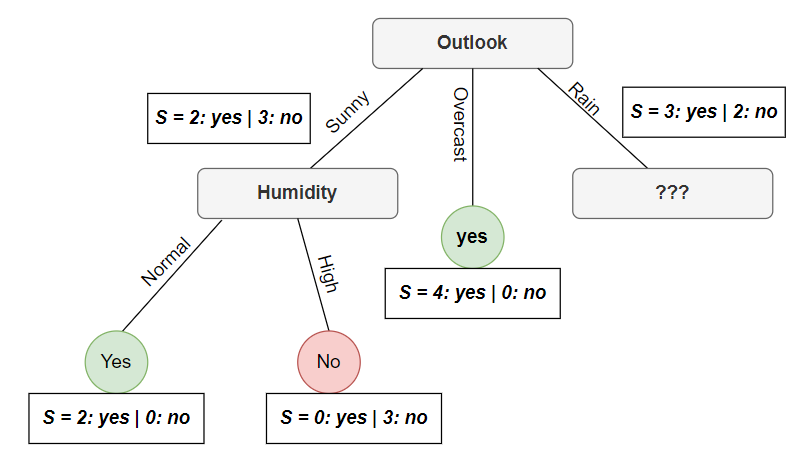 Outlook
Sunny
Overcast
Rain
S = 2: yes | 3: no
S = 3: yes | 2: no
Humidity
???
yes
S = 4: yes | 0: no
Normal
High
Yes
No
S = 2: yes | 0: no
S = 0: yes | 3: no